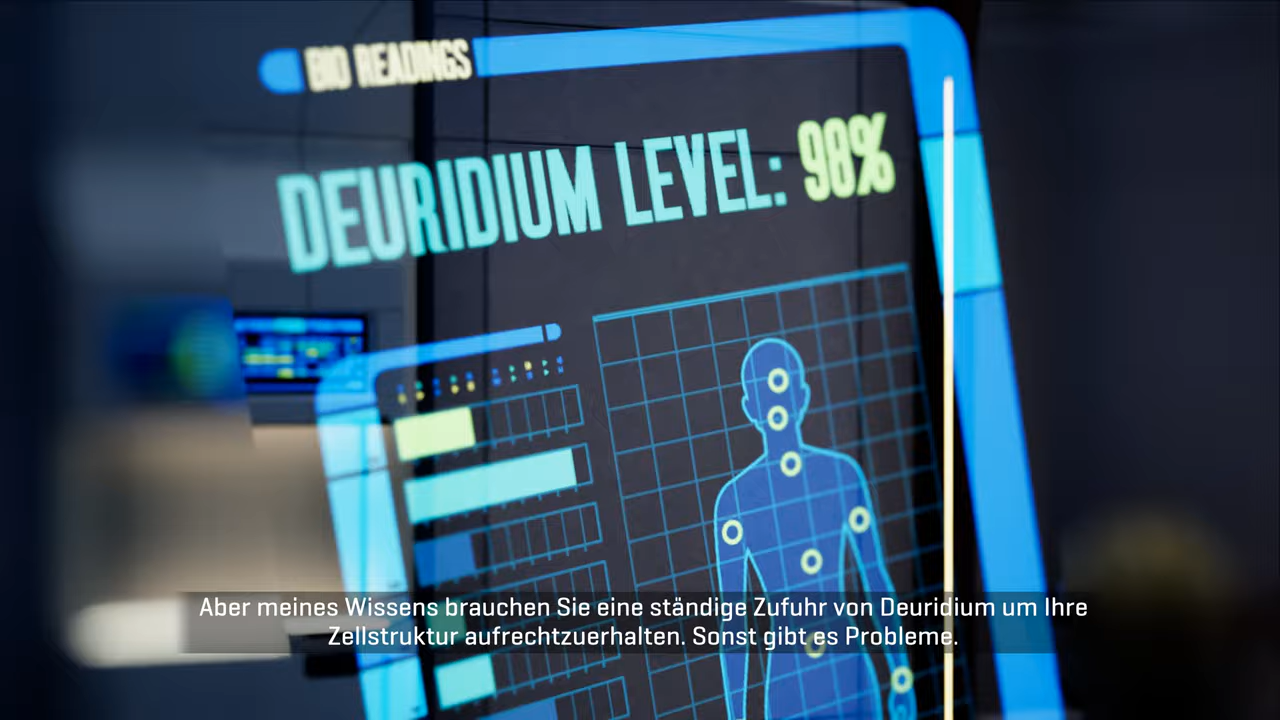 BIO READINGS
DEURIDIUM LEVEL: 98%
Aber meines Wissens brauchen Sie eine ständige Zufuhr von Deuridium um Ihre
Zellstruktur aufrechtzuerhalten. Sonst gibt es Probleme.